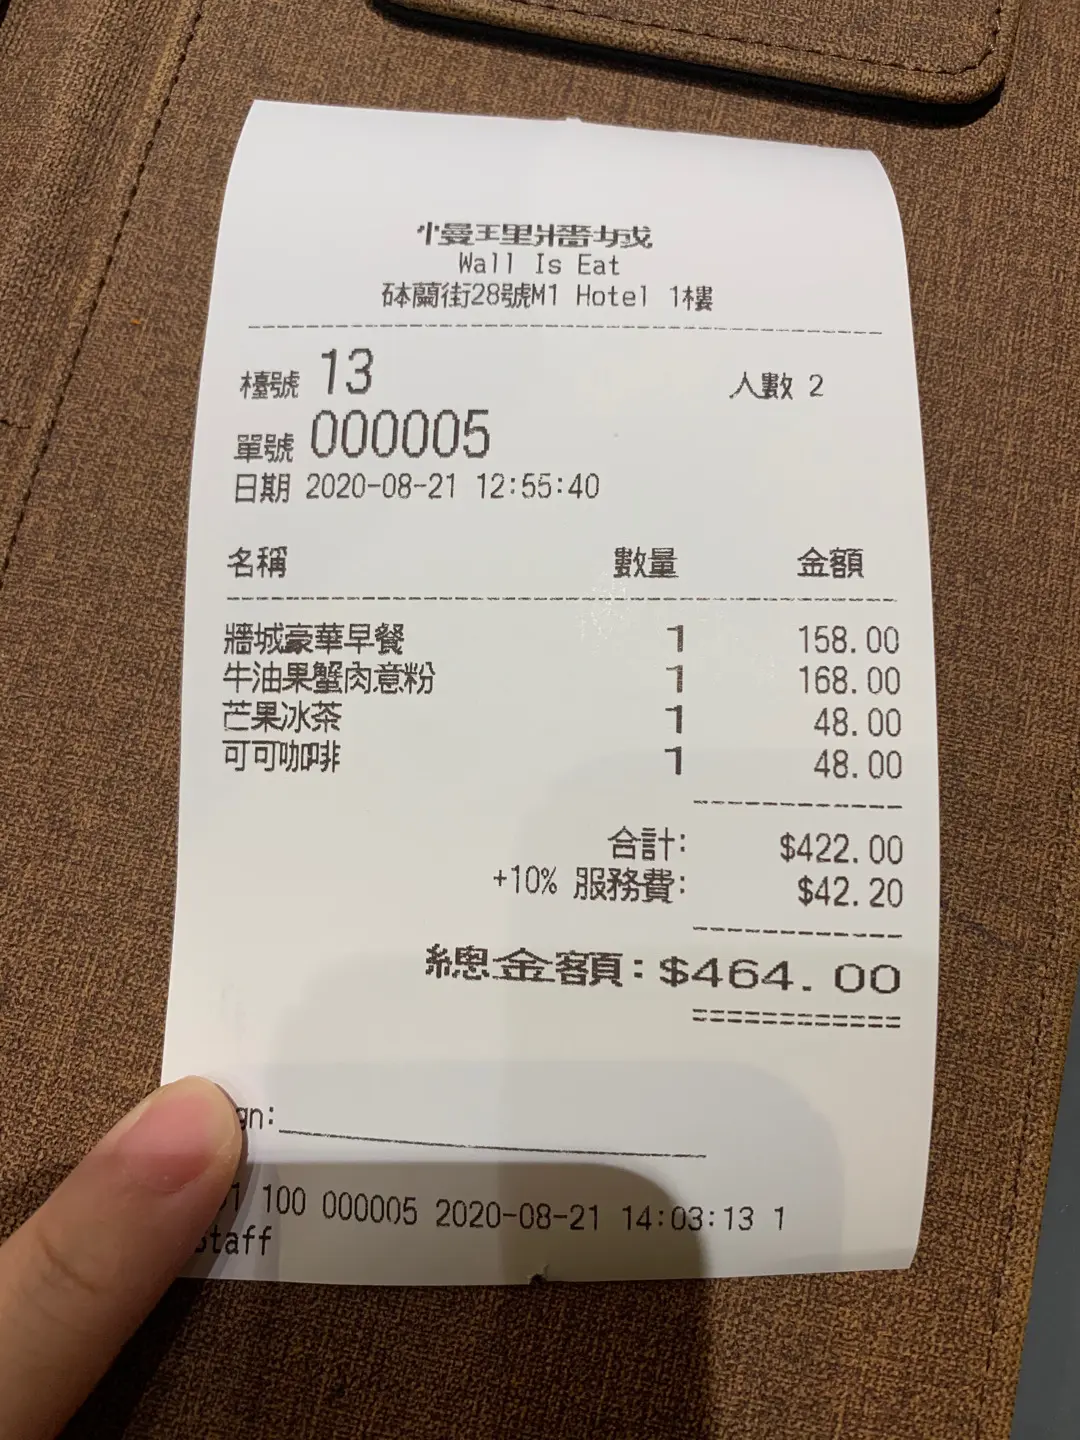 慢哩牆城
Wall Is Eat
砵蘭街28號M1 Hotel 1樓
檯號 13 人數 2
單號 000005
日期 2020-08-21 12:55:40
名稱 數量 金額
牆城豪華早餐 1 158.00
牛油果蟹肉意粉 1 168.00
芒果冰茶 1 48.00
可可咖啡 1 48.00
合計: $422.00
+10% 服務費: $42.20
總金額: $464.00
gn:
1 100 000005 2020-08-21 14:03:13 1
Staff